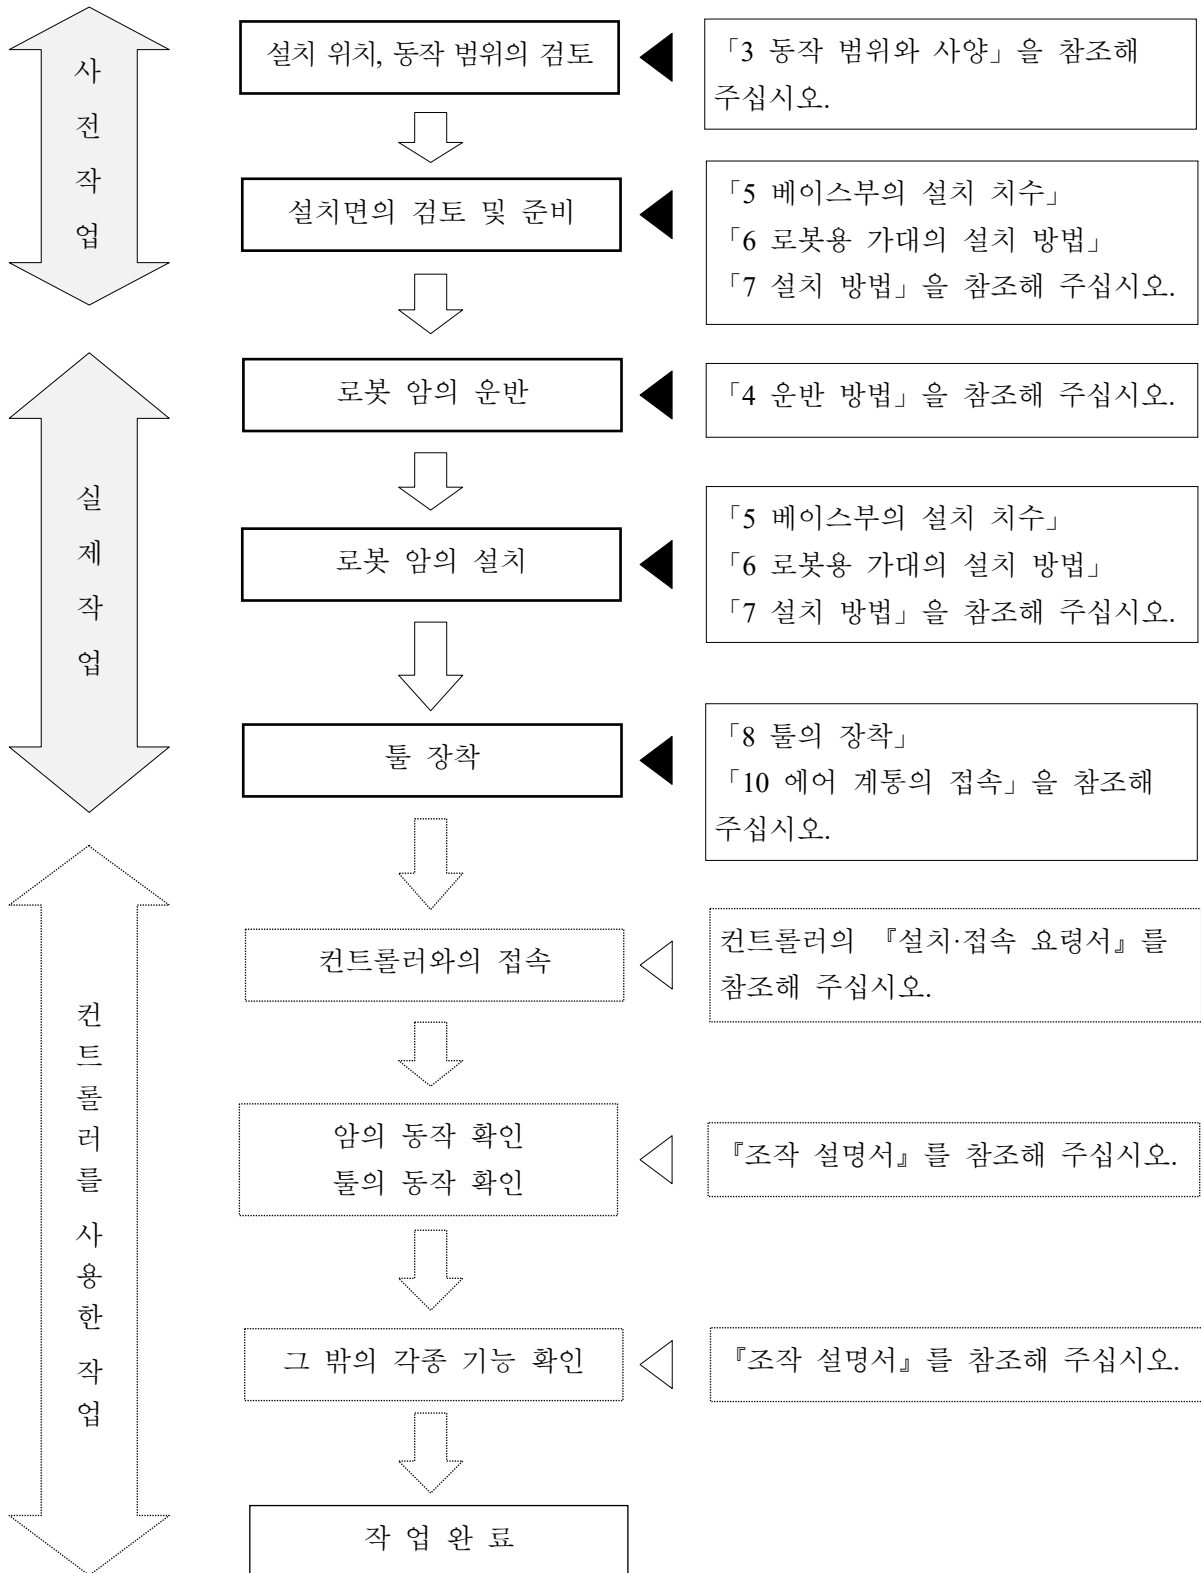 사전작업
설치 위치, 동작 범위의 검토
「3 동작 범위와 사양」을 참조해
주십시오.
설치면의 검토 및 준비
「5 베이스부의 설치 치수」
「6 로봇용 가대의 설치 방법」
「7 설치 방법」을 참조해 주십시오.
실제작업
로봇 암의 운반
「4 운반 방법」을 참조해 주십시오.
로봇 암의 설치
「5 베이스부의 설치 치수」
「6 로봇용 가대의 설치 방법」
「7 설치 방법」을 참조해 주십시오.
툴 장착
「8 툴의 장착」
「10 에어 계통의 접속」을 참조해
주십시오.
컨트롤러를 사용한 작업
컨트롤러와의 접속
컨트롤러의 『설치·접속 요령서』를
참조해 주십시오.
암의 동작 확인
툴의 동작 확인
『조작 설명서』를 참조해 주십시오.
그 밖의 각종 기능 확인
『조작 설명서』를 참조해 주십시오.
작 업 완 료